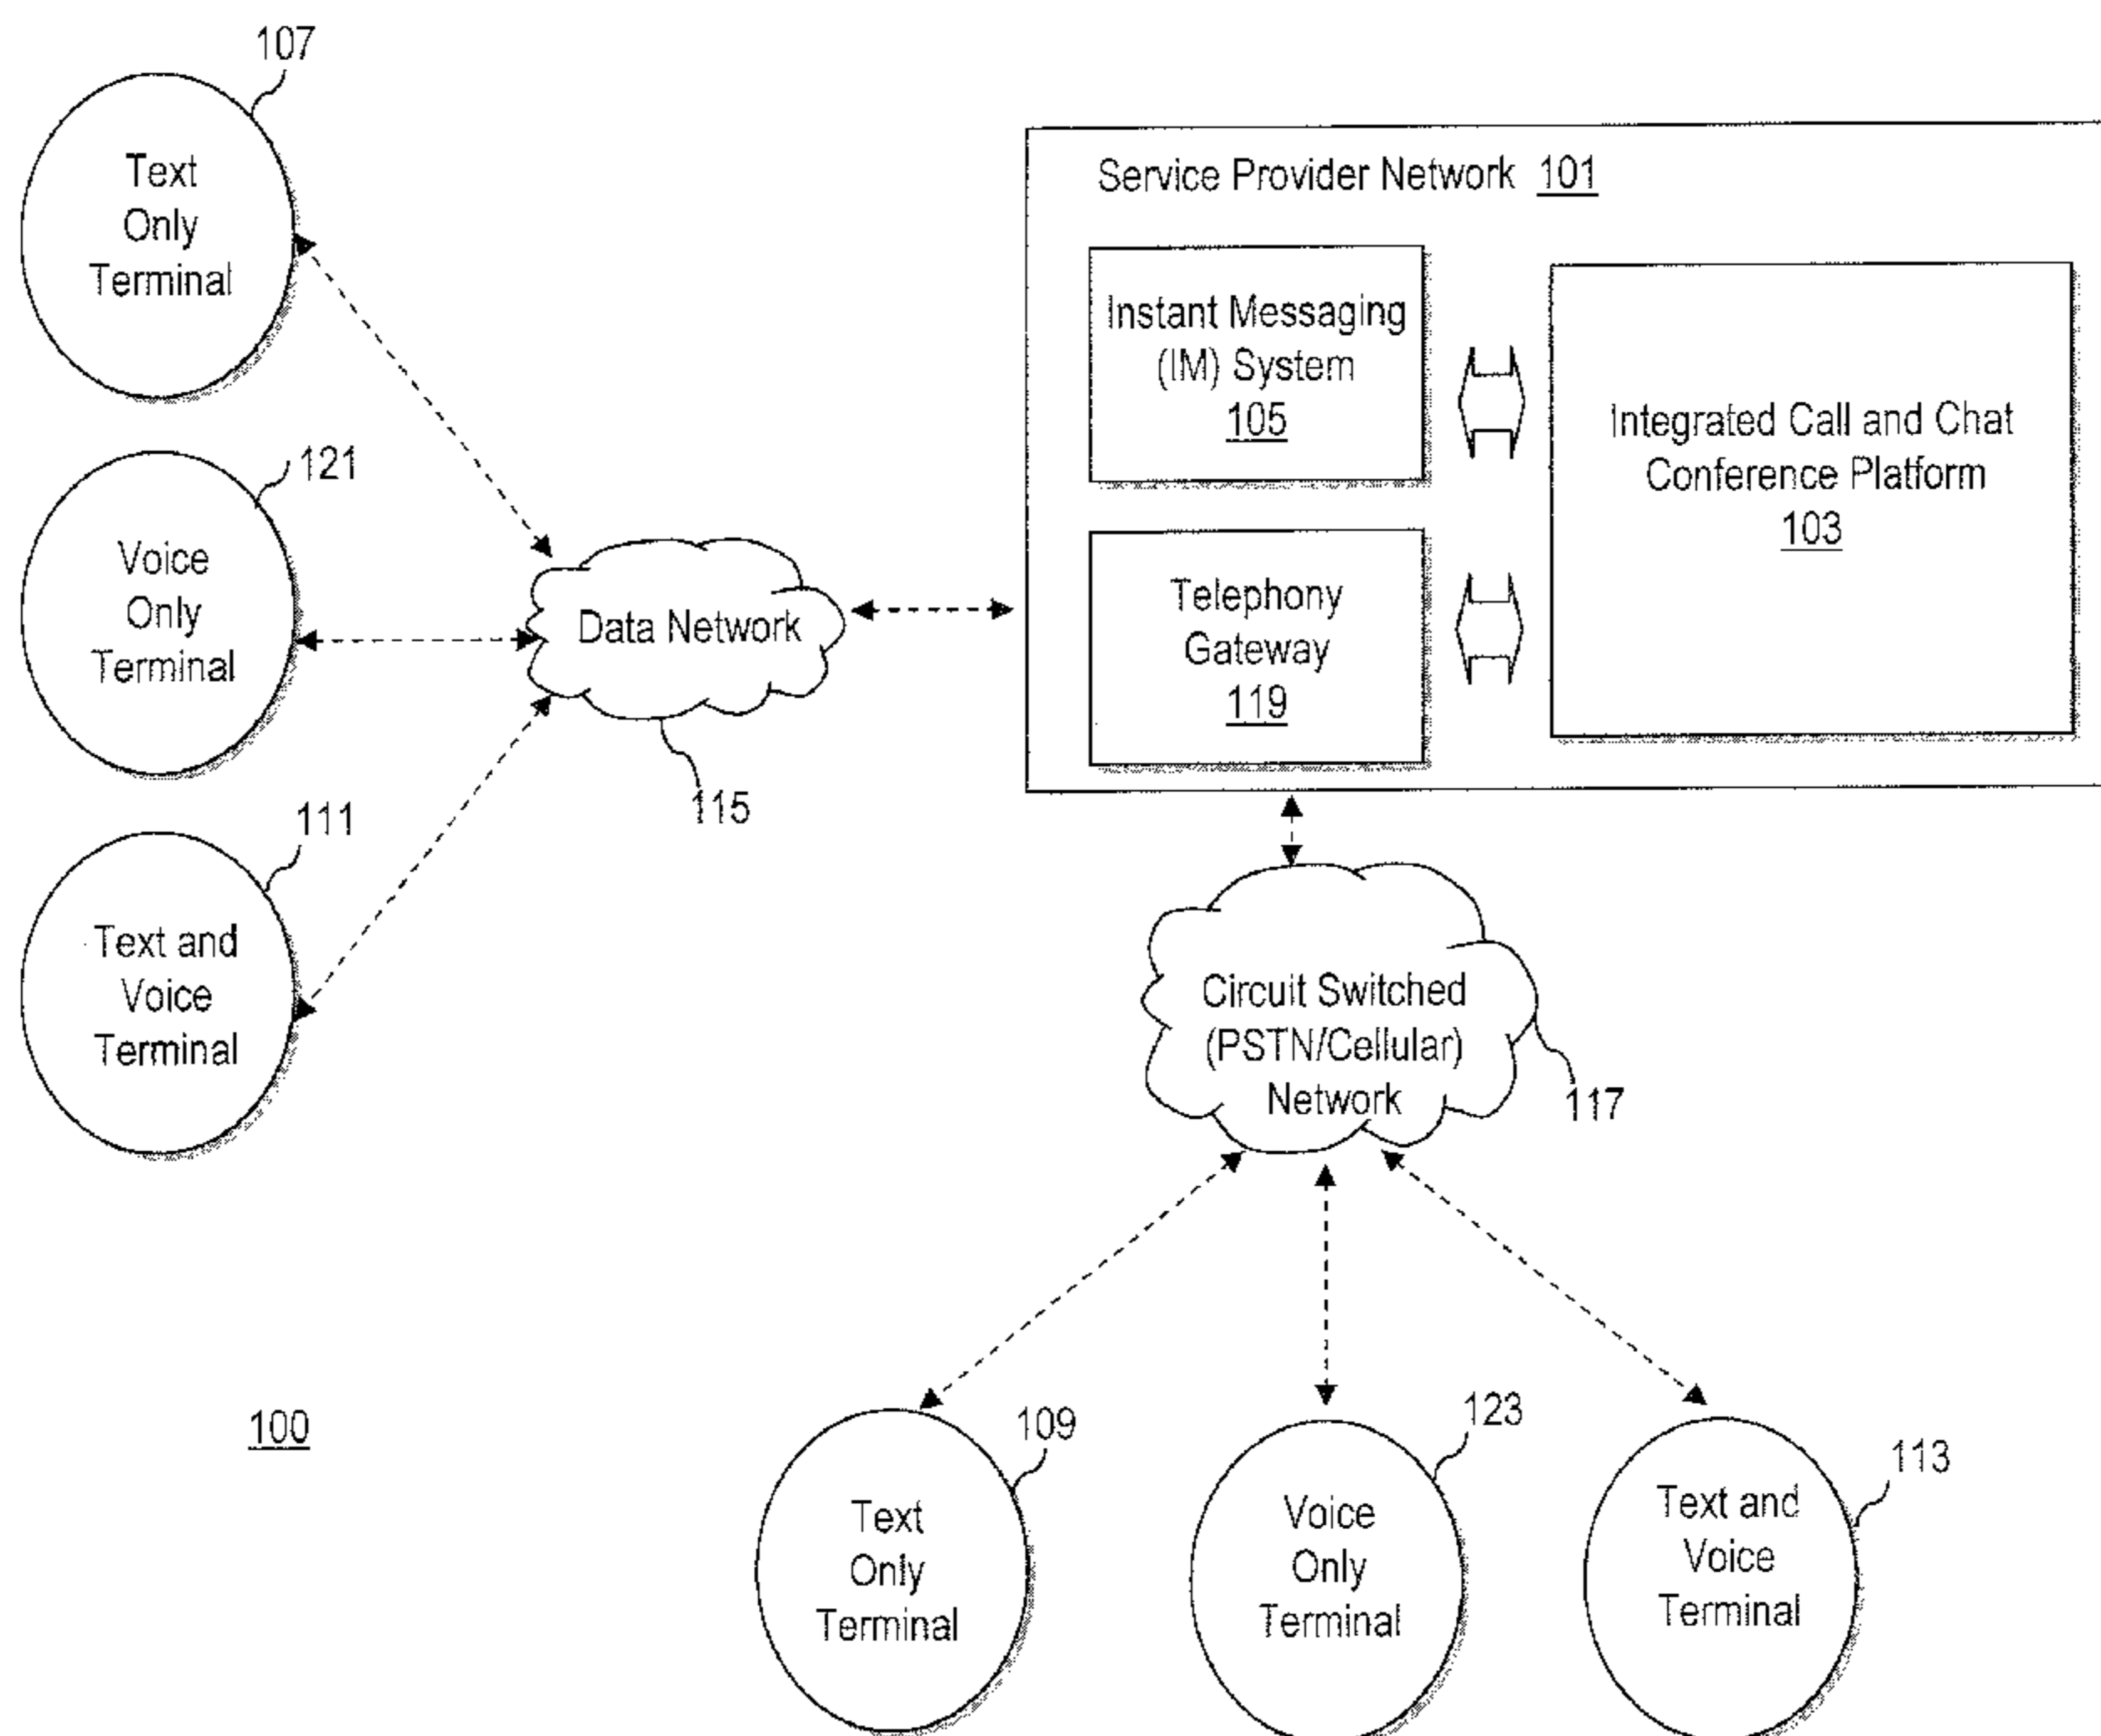 107
Text
Only
Terminal
121
Voice
Only
Terminal
111
Text and
Voice
Terminal
Data Network
115
Service Provider Network 101
Instant Messaging
(IM) System
105
Telephony
Gateway
119
Integrated Call and Chat
Conference Platform
103
Circuit Switched
(PSTN/Cellular)
Network
117
100
109
Text
Only
Terminal
123
Voice
Only
Terminal
113
Text and
Voice
Terminal